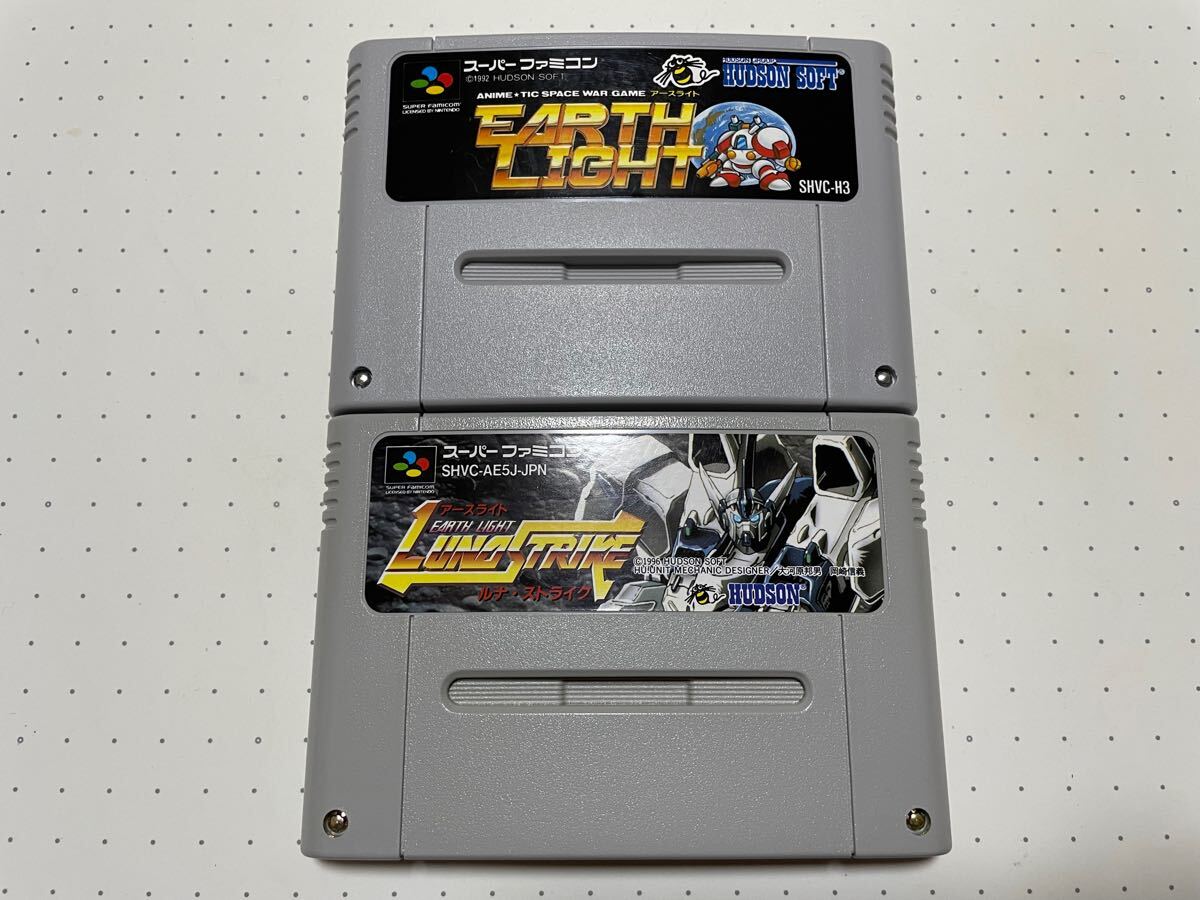 スーパーファミコン
©1992 HUDSON SOFT
SUPER FAMICOM
LICENSED BY NINTENDO
HUDSON GROUP
HUDSON SOFT®
ANIME★TIC SPACE WAR GAME アースライト
EARTH
LIGHT
SHVC-H3
スーパーファミコン
SHVC-AE5J-JPN
SUPER FAMICOM
LICENSED BY NINTENDO
アースライト
EARTH LIGHT
LUNA STRIKE
ルナ・ストライク
©1996 HUDSON SOFT
HU:UNIT MECHANIC DESIGNER/大河原邦男 岡崎信義
HUDSON®